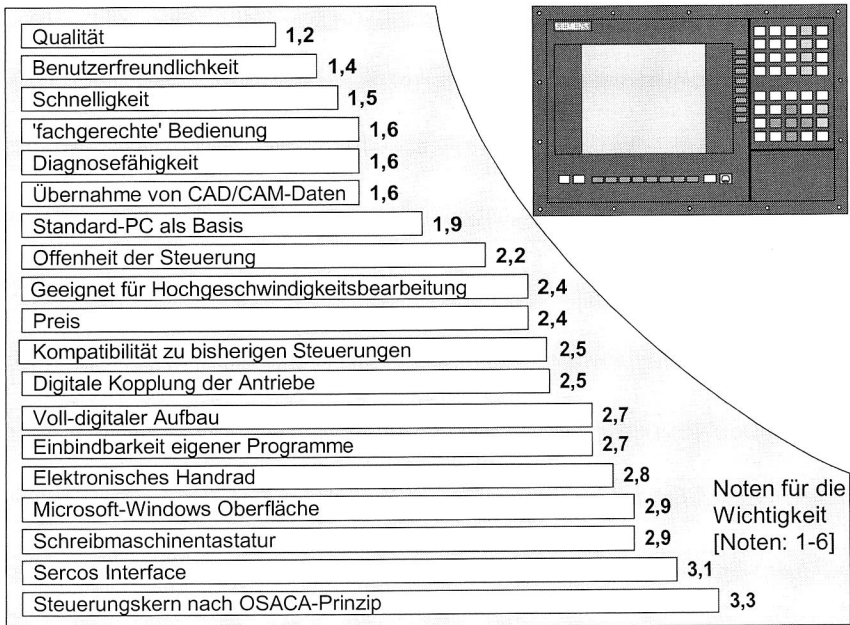 Qualität 1,2
Benutzerfreundlichkeit 1,4
Schnelligkeit 1,5
'fachgerechte' Bedienung 1,6
Diagnosefähigkeit 1,6
Übernahme von CAD/CAM-Daten 1,6
Standard-PC als Basis 1,9
Offenheit der Steuerung 2,2
Geeignet für Hochgeschwindigkeitsbearbeitung 2,4
Preis 2,4
Kompatibilität zu bisherigen Steuerungen 2,5
Digitale Kopplung der Antriebe 2,5
Voll-digitaler Aufbau 2,7
Einbindbarkeit eigener Programme 2,7
Elektronisches Handrad 2,8
Microsoft-Windows Oberfläche 2,9
Schreibmaschinentastatur 2,9
Sercos Interface 3,1
Steuerungskern nach OSACA-Prinzip 3,3
Noten für die
Wichtigkeit
[Noten: 1-6]